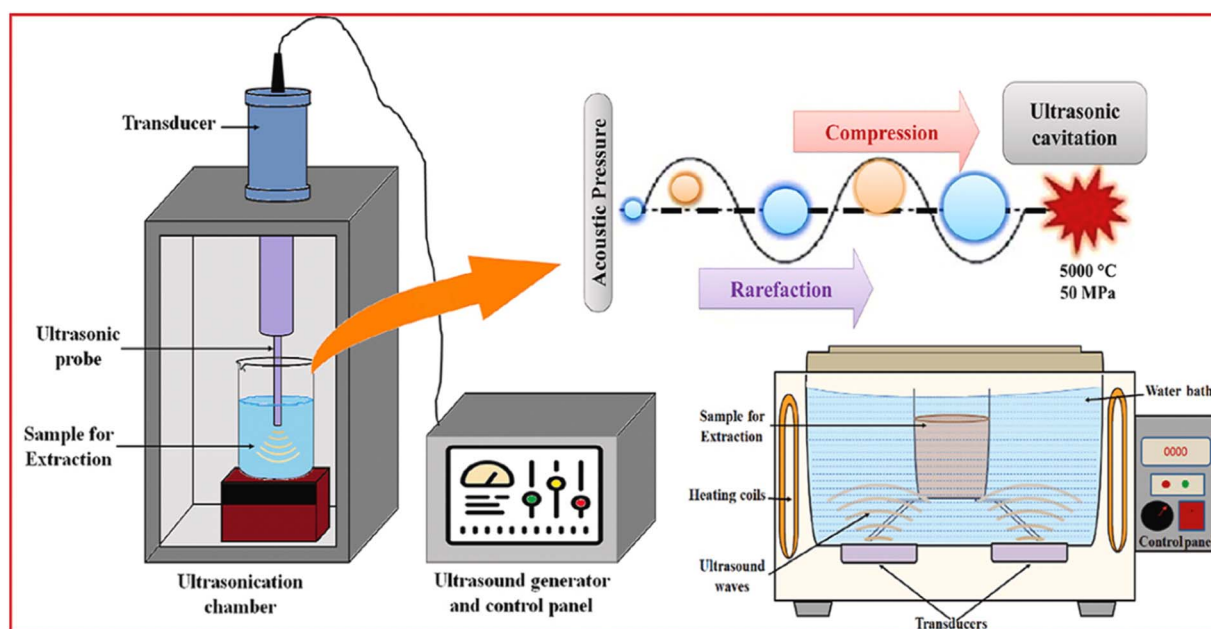 Transducer
Ultrasonic
probe
Sample for
Extraction
Ultrasonication
chamber
Ultrasound generator
and control panel
Acoustic Pressure
Compression
Rarefaction
Ultrasonic
cavitation
5000 °C
50 MPa
Sample for
Extraction
Water bath
Heating coils
0000
Control panel
Ultrasound
waves
Transducers